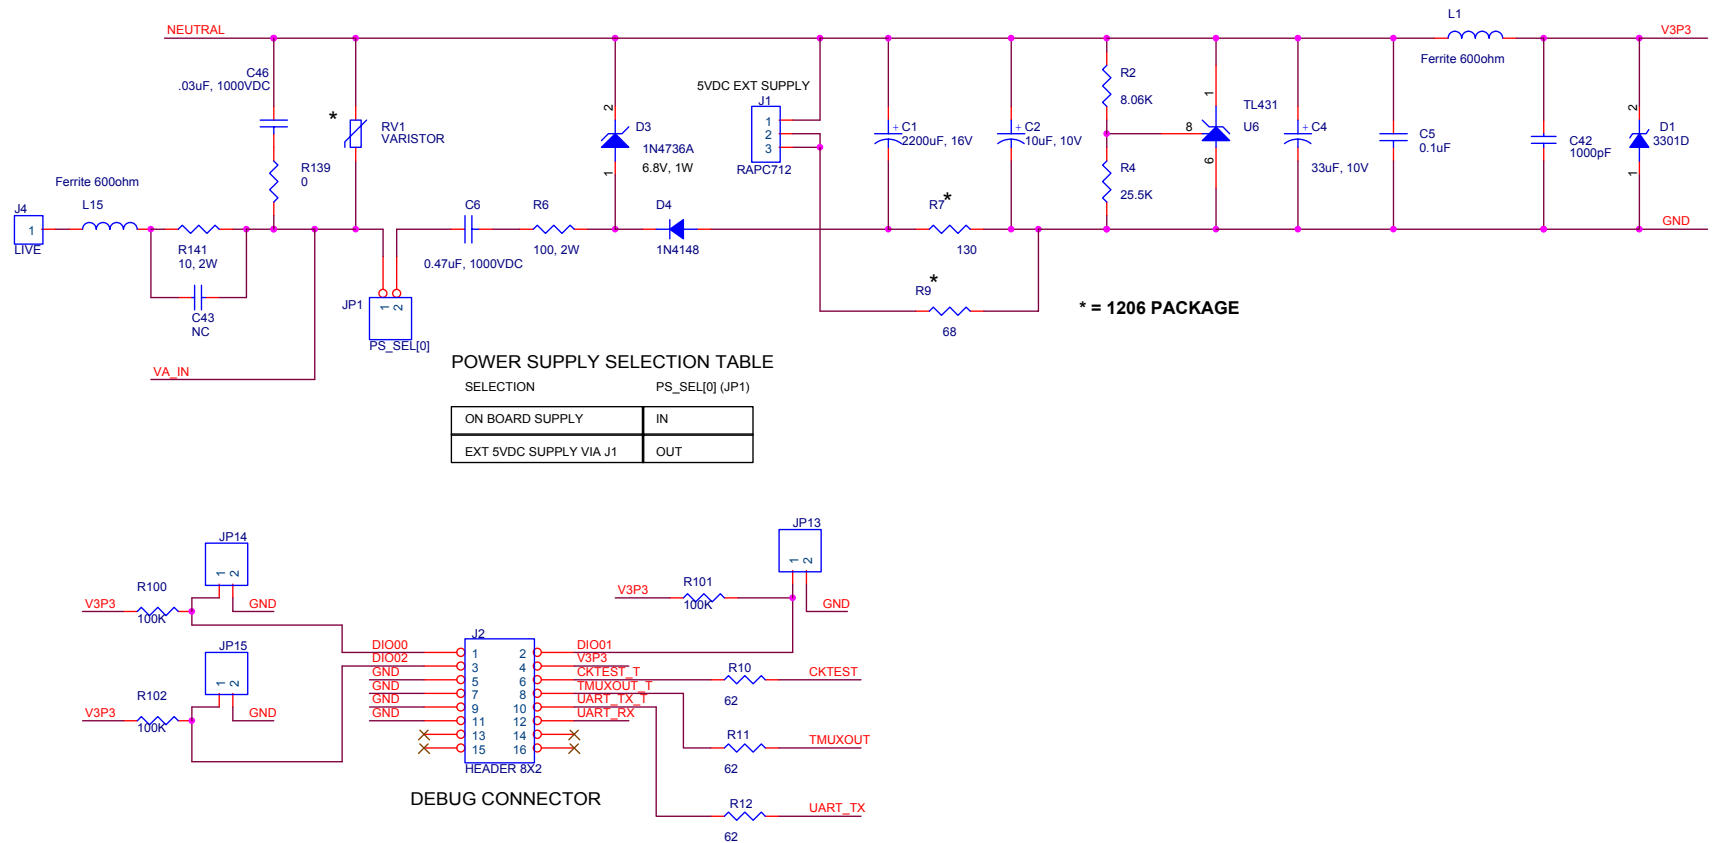 L1
NEUTRAL
V3P3
Ferrite 600ohm
C46
.03uF, 1000VDC
R2
8.06K
5VDC EXT SUPPLY
J1
1
2
3
RAPC712
*
RV1
VARISTOR
2
D3
1N4736A
6.8V, 1W
1
+ C1
2200uF, 16V
+ C2
10uF, 10V
1
TL431
8
U6
6
+ C4
33uF, 10V
C5
0.1uF
C42
1000pF
2
D1
3301D
1
R139
0
R4
25.5K
Ferrite 600ohm
J4
1
LIVE
L15
R141
10, 2W
C43
NC
C6
0.47uF, 1000VDC
R6
100, 2W
D4
1N4148
R7
*
130
GND
R9
*
68
* = 1206 PACKAGE
JP1
1
2
PS_SEL[0]
VA_IN
POWER SUPPLY SELECTION TABLE
SELECTION PS_SEL[0] (JP1)
ON BOARD SUPPLY IN
EXT 5VDC SUPPLY VIA J1 OUT
JP14
1
2
R100
V3P3
100K
GND
JP13
1
2
R101
V3P3
100K
GND
JP15
1
2
R102
V3P3
100K
GND
J2
DIO00 1 2 DIO01
DIO02 3 4 V3P3
GND 5 6 CKTEST_T
GND 7 8 TMUXOUT_T
GND 9 10 UART_TX_T
GND 11 12 UART_RX
13 14
15 16
HEADER 8X2
DEBUG CONNECTOR
R10
62
CKTEST
R11
62
TMUXOUT
R12
62
UART_TX